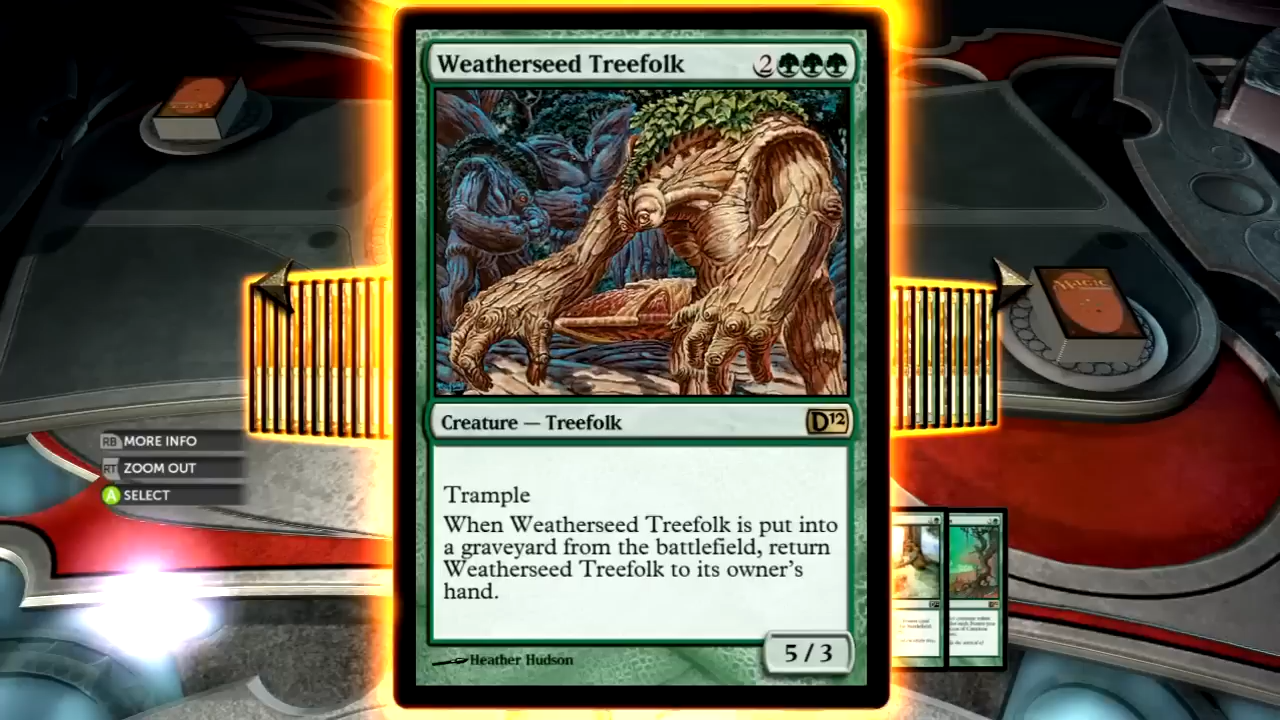 Weatherseed Treefolk 2
Creature — Treefolk D12
Trample
When Weatherseed Treefolk is put into
a graveyard from the battlefield, return
Weatherseed Treefolk to its owner's
hand.
5 / 3
Heather Hudson
RB MORE INFO
RT ZOOM OUT
A SELECT
MAGIC